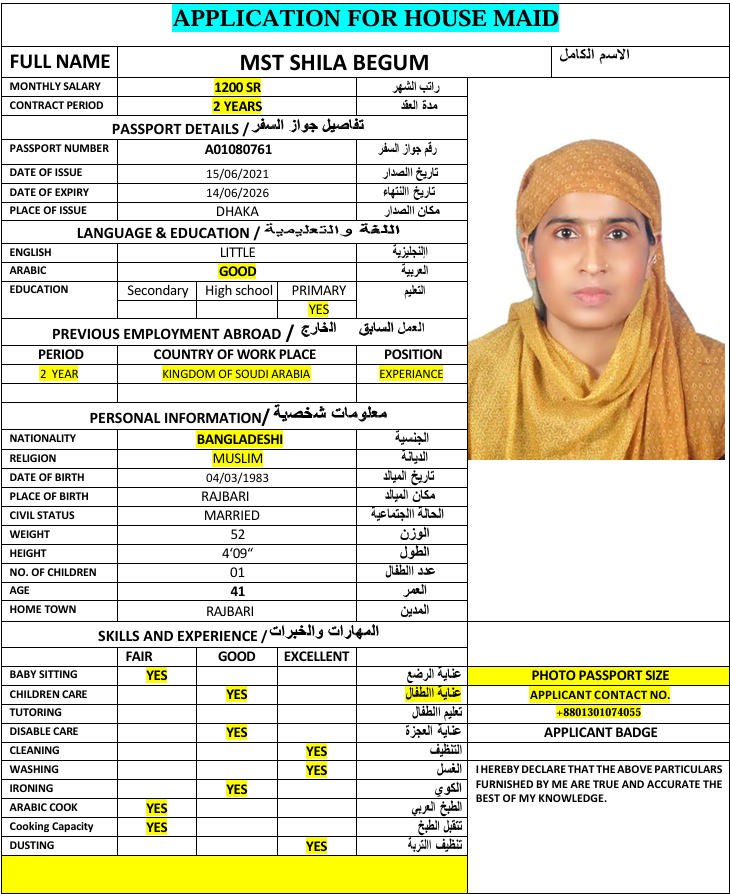 APPLICATION FOR HOUSE MAID
FULL NAME MST SHILA BEGUM الاسم الكامل
MONTHLY SALARY 1200 SR راتب الشهر
CONTRACT PERIOD 2 YEARS مدة العقد
PASSPORT DETAILS / تفاصيل جواز السفر
PASSPORT NUMBER A01080761 رقم جواز السفر
DATE OF ISSUE 15/06/2021 تاريخ االصدار
DATE OF EXPIRY 14/06/2026 تاريخ االنتهاء
PLACE OF ISSUE DHAKA مكان االصدار
LANGUAGE & EDUCATION / اللغة والتعليمية
ENGLISH LITTLE اإلنجليزية
ARABIC GOOD العربية
EDUCATION Secondary High school PRIMARY التعليم
YES
PREVIOUS EMPLOYMENT ABROAD / العمل السابق الخارج
PERIOD COUNTRY OF WORK PLACE POSITION
2 YEAR KINGDOM OF SOUDI ARABIA EXPERIANCE
PERSONAL INFORMATION/ معلومات شخصية
NATIONALITY BANGLADESHI الجنسية
RELIGION MUSLIM الديانة
DATE OF BIRTH 04/03/1983 تاريخ الميالد
PLACE OF BIRTH RAJBARI مكان الميالد
CIVIL STATUS MARRIED الحالة االجتماعية
WEIGHT 52 الوزن
HEIGHT 4‘09“ الطول
NO. OF CHILDREN 01 عدد االطفال
AGE 41 العمر
HOME TOWN RAJBARI المدين
SKILLS AND EXPERIENCE / المهارات والخبرات
FAIR GOOD EXCELLENT
BABY SITTING YES عناية الرضع
CHILDREN CARE YES عناية االطفال
TUTORING تعليم االطفال
DISABLE CARE YES عناية العجزة
CLEANING YES التنظيف
WASHING YES الغسل
IRONING YES الكوي
ARABIC COOK YES الطبخ العربي
Cooking Capacity YES تتقبل الطبخ
DUSTING YES تنظيف االتربة
PHOTO PASSPORT SIZE
APPLICANT CONTACT NO.
+8801301074055
APPLICANT BADGE
I HEREBY DECLARE THAT THE ABOVE PARTICULARS
FURNISHED BY ME ARE TRUE AND ACCURATE THE
BEST OF MY KNOWLEDGE.